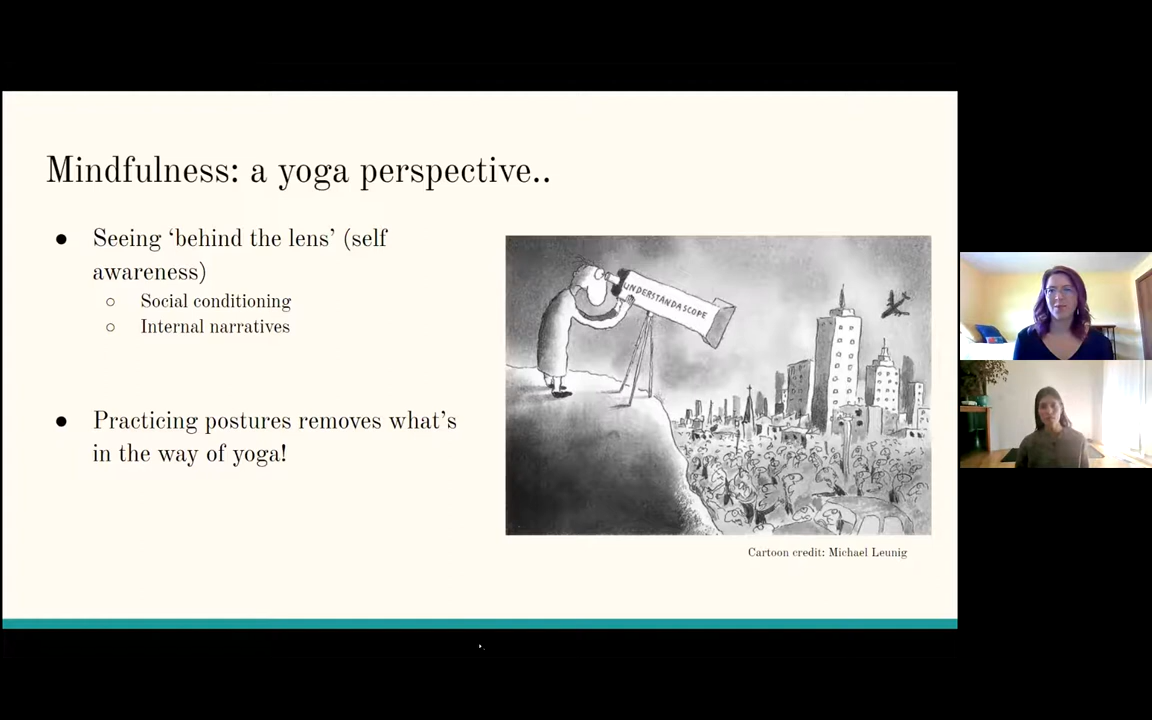 Mindfulness: a yoga perspective..
● Seeing ‘behind the lens’ (self
awareness)
○ Social conditioning
○ Internal narratives
● Practicing postures removes what’s
in the way of yoga!
UNDERSTANDASCOPE
Cartoon credit: Michael Leunig